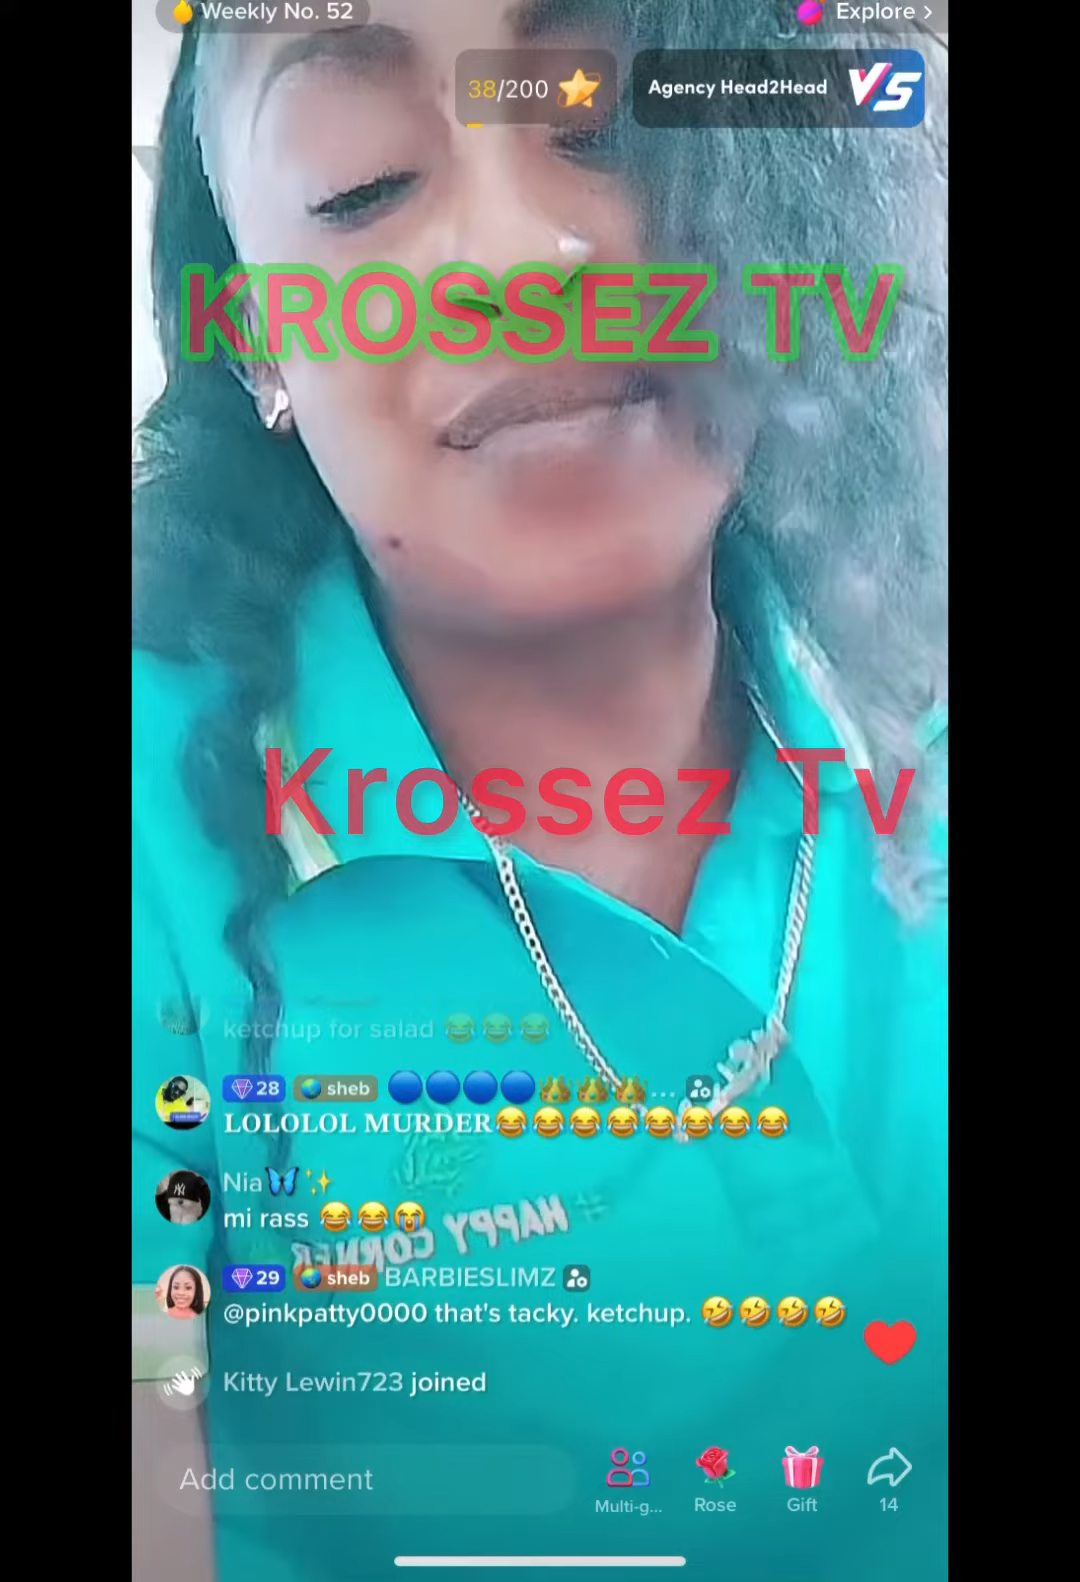 Weekly No. 52
Explore >
38/200
Agency Head2Head
VS
KROSSEZ TV
Krossez Tv
ketchup for salad 😂😂😂
28 sheb 🔵🔵🔵🔵👑👑👑...
LOLOLOL MURDER😂😂😂😂😂😂😂😂
Nia🦋✨
mi rass 😂😂😭
# HAPPY CORNER
29 sheb BARBIESLIMZ
@pinkpatty0000 that's tacky. ketchup. 🤣🤣🤣🤣
Kitty Lewin723 joined
Add comment
Multi-g...
Rose
Gift
14